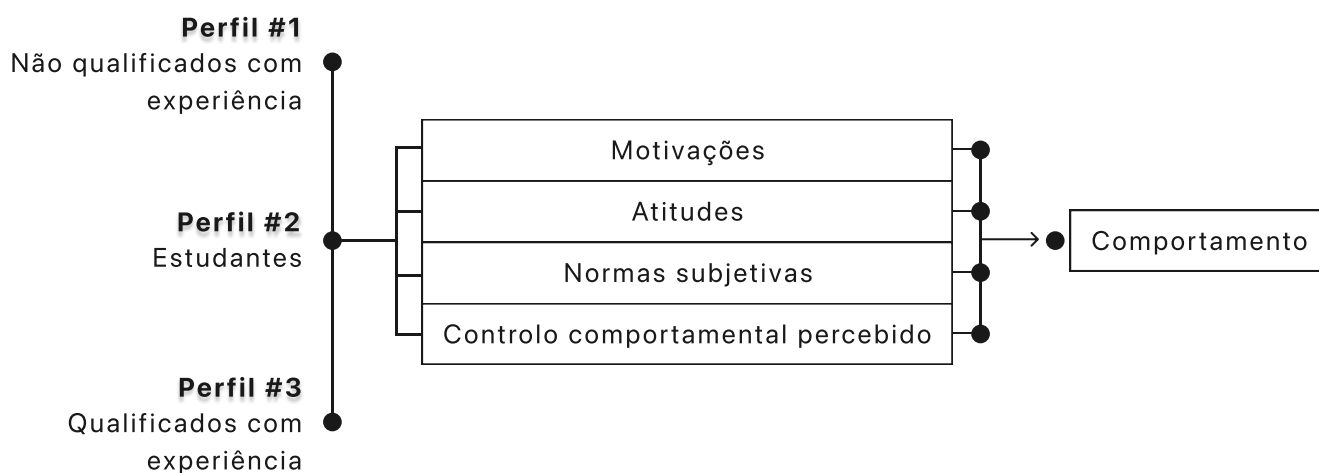 Perfil #1
Não qualificados com
experiência
Perfil #2
Estudantes
Perfil #3
Qualificados com
experiência
Motivações
Atitudes
Normas subjetivas
Controlo comportamental percebido
Comportamento